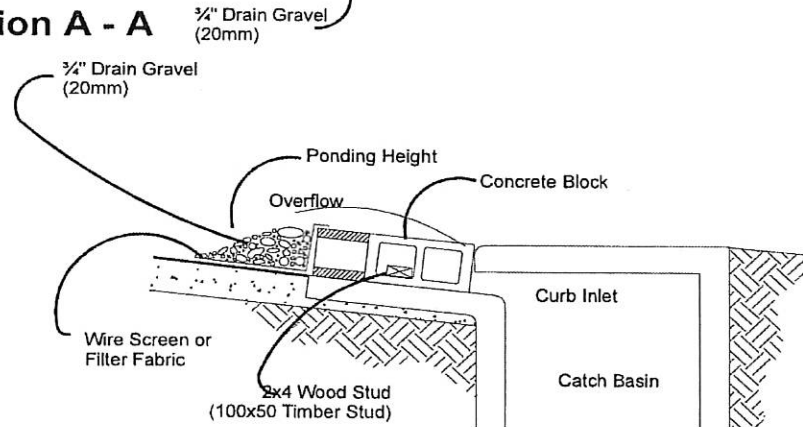 ion A - A
¾" Drain Gravel
(20mm)
¾" Drain Gravel
(20mm)
Ponding Height
Concrete Block
Overflow
Curb Inlet
Wire Screen or
Filter Fabric
Catch Basin
2x4 Wood Stud
(100x50 Timber Stud)